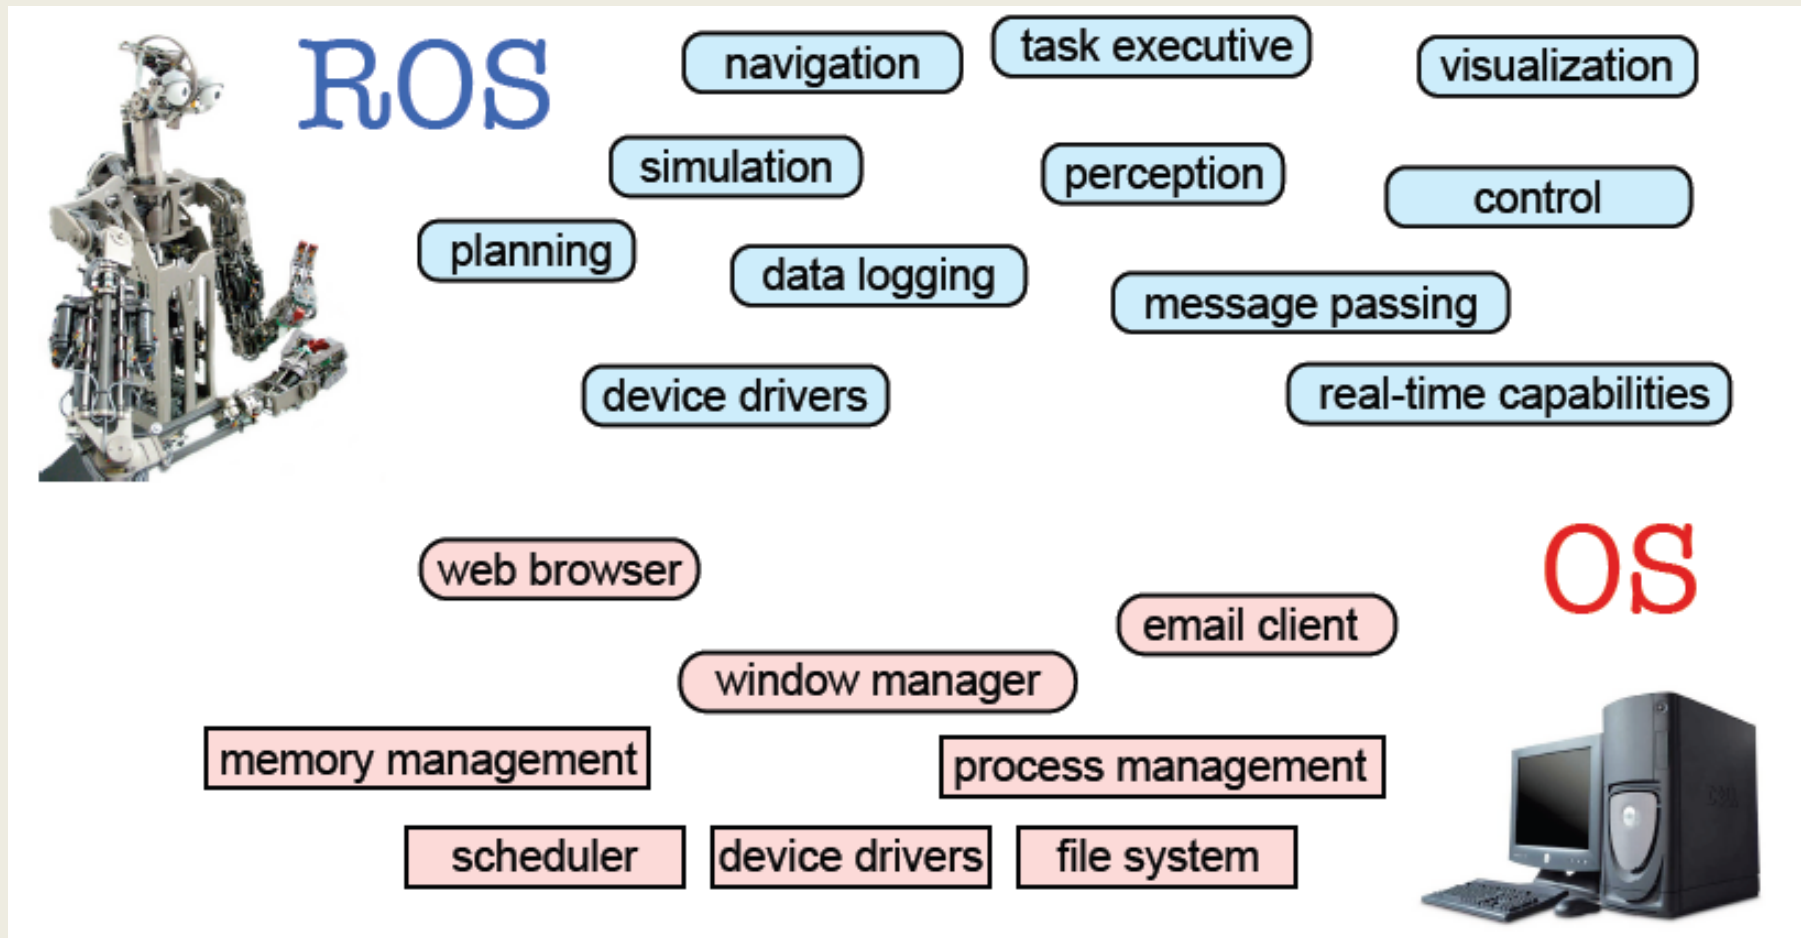 ROS
navigation
task executive
visualization
simulation
perception
control
planning
data logging
message passing
device drivers
real-time capabilities
OS
web browser
email client
window manager
memory management
process management
scheduler
device drivers
file system